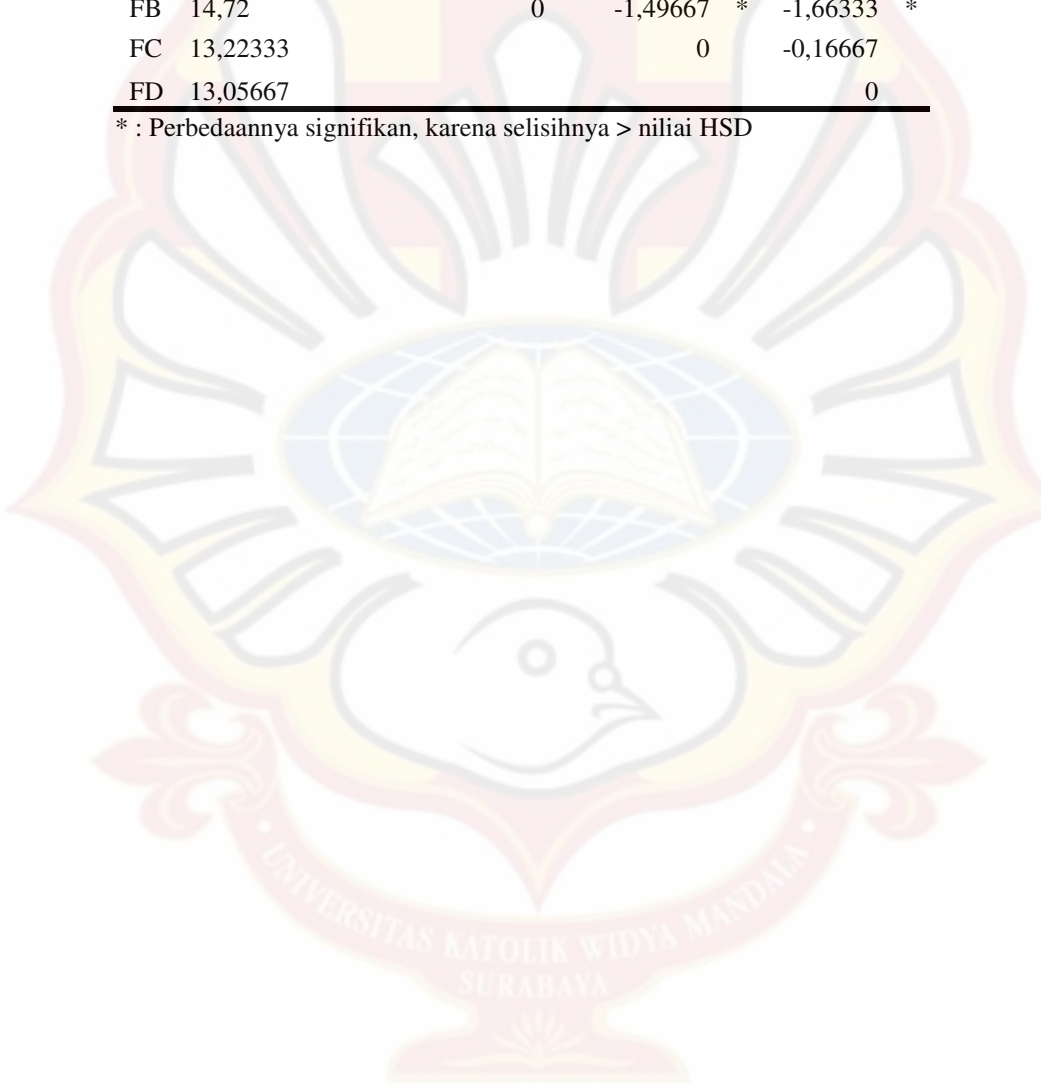 FB 14,72 0 -1,49667 * -1,66333 *
FC 13,22333 0 -0,16667
FD 13,05667 0
* : Perbedaannya signifikan, karena selisihnya > niliai HSD
UNIVERSITAS KATOLIK WIDYA MANDALA
SURABAYA